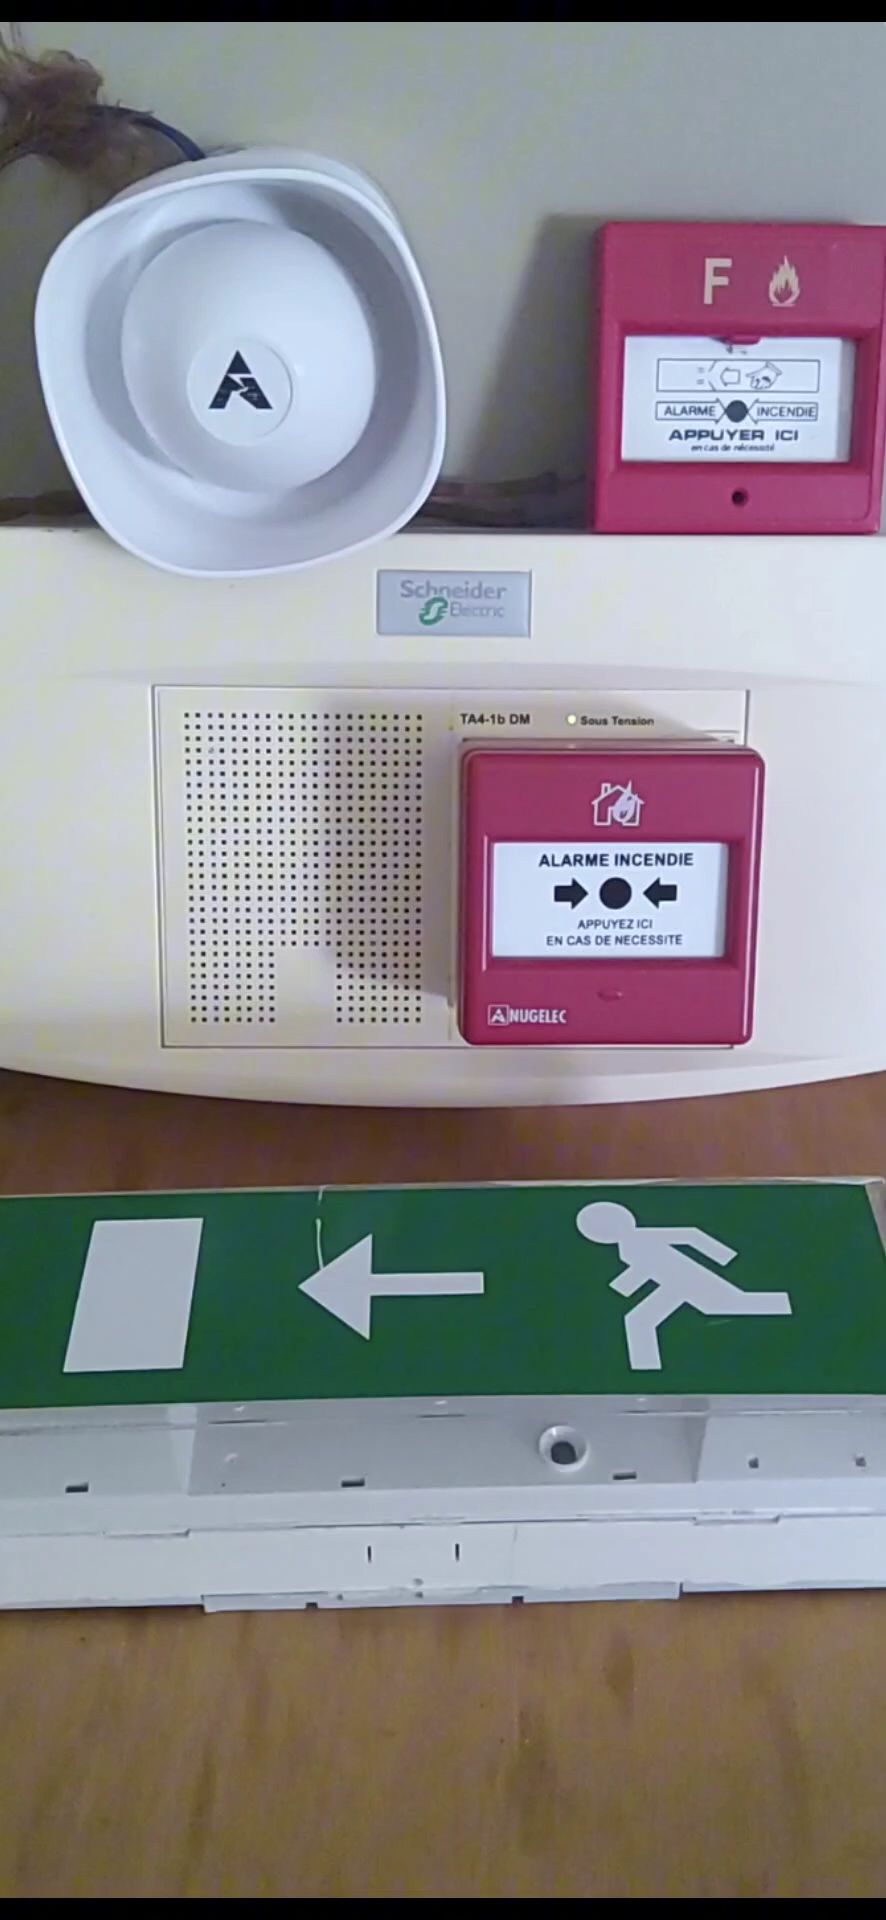 F
ALARME INCENDIE
APPUYER ICI
en cas de nécessité
Schneider
Electric
TA4-1b DM
Sous Tension
ALARME INCENDIE
APPUYEZ ICI
EN CAS DE NECESSITE
NUGELEC